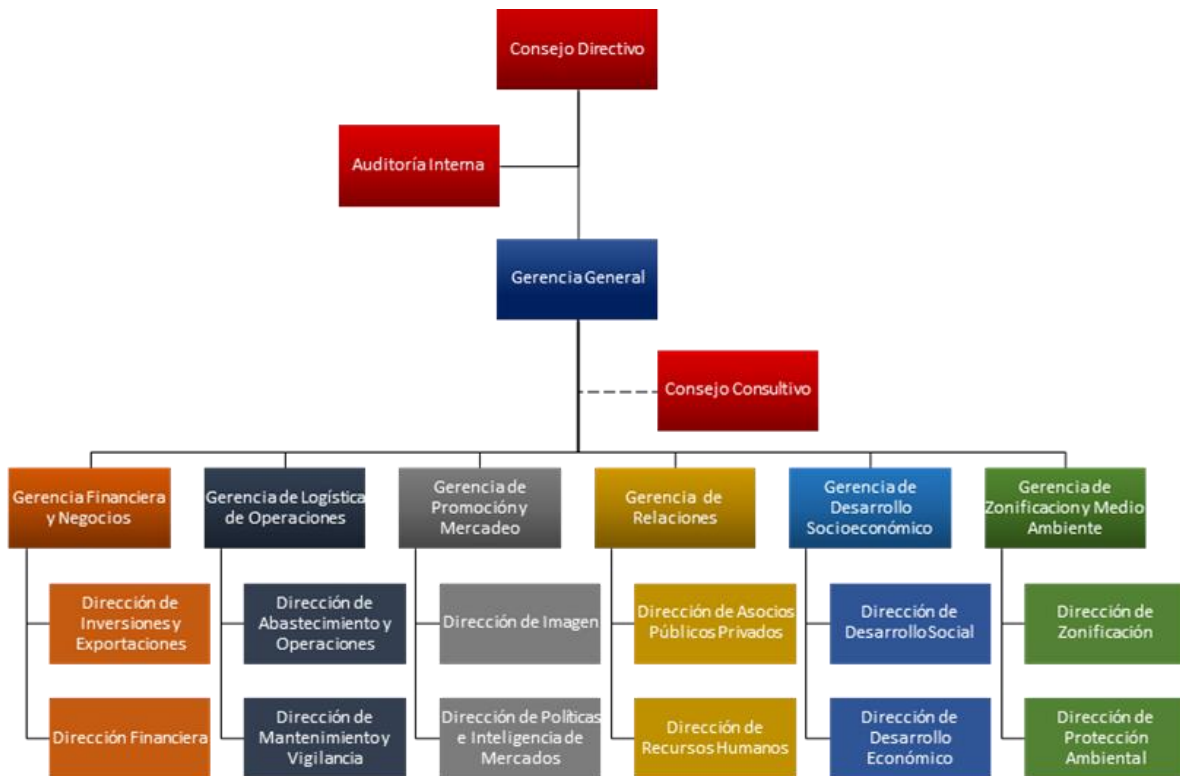 Consejo Directivo
Auditoría Interna
Gerencia General
Consejo Consultivo
Gerencia Financiera
y Negocios
Gerencia de Logística
de Operaciones
Gerencia de
Promoción y
Mercadeo
Gerencia de
Relaciones
Gerencia de
Desarrollo
Socioeconómico
Gerencia de
Zonificacion y Medio
Ambiente
Dirección de
Inversiones y
Exportaciones
Dirección de
Abastecimiento y
Operaciones
Dirección de Imagen
Dirección de Asocios
Públicos Privados
Dirección de
Desarrollo Social
Dirección de
Zonificación
Dirección Financiera
Dirección de
Mantenimiento y
Vigilancia
Dirección de Políticas
e Inteligencia de
Mercados
Dirección de
Recursos Humanos
Dirección de
Desarrollo
Económico
Dirección de
Protección
Ambiental